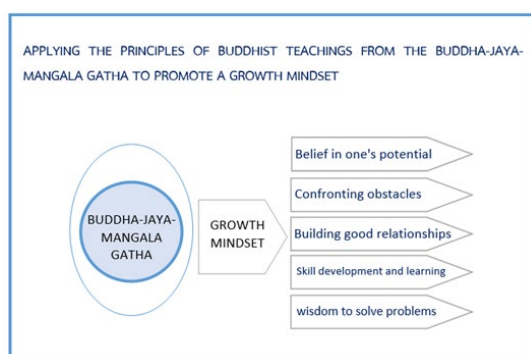 APPLYING THE PRINCIPLES OF BUDDHIST TEACHINGS FROM THE BUDDHA-JAYA-
MANGALA GATHA TO PROMOTE A GROWTH MINDSET
BUDDHA-JAYA-
MANGALA
GATHA
GROWTH
MINDSET
Belief in one's potential
Confronting obstacles
Building good relationships
Skill development and learning
wisdom to solve problems